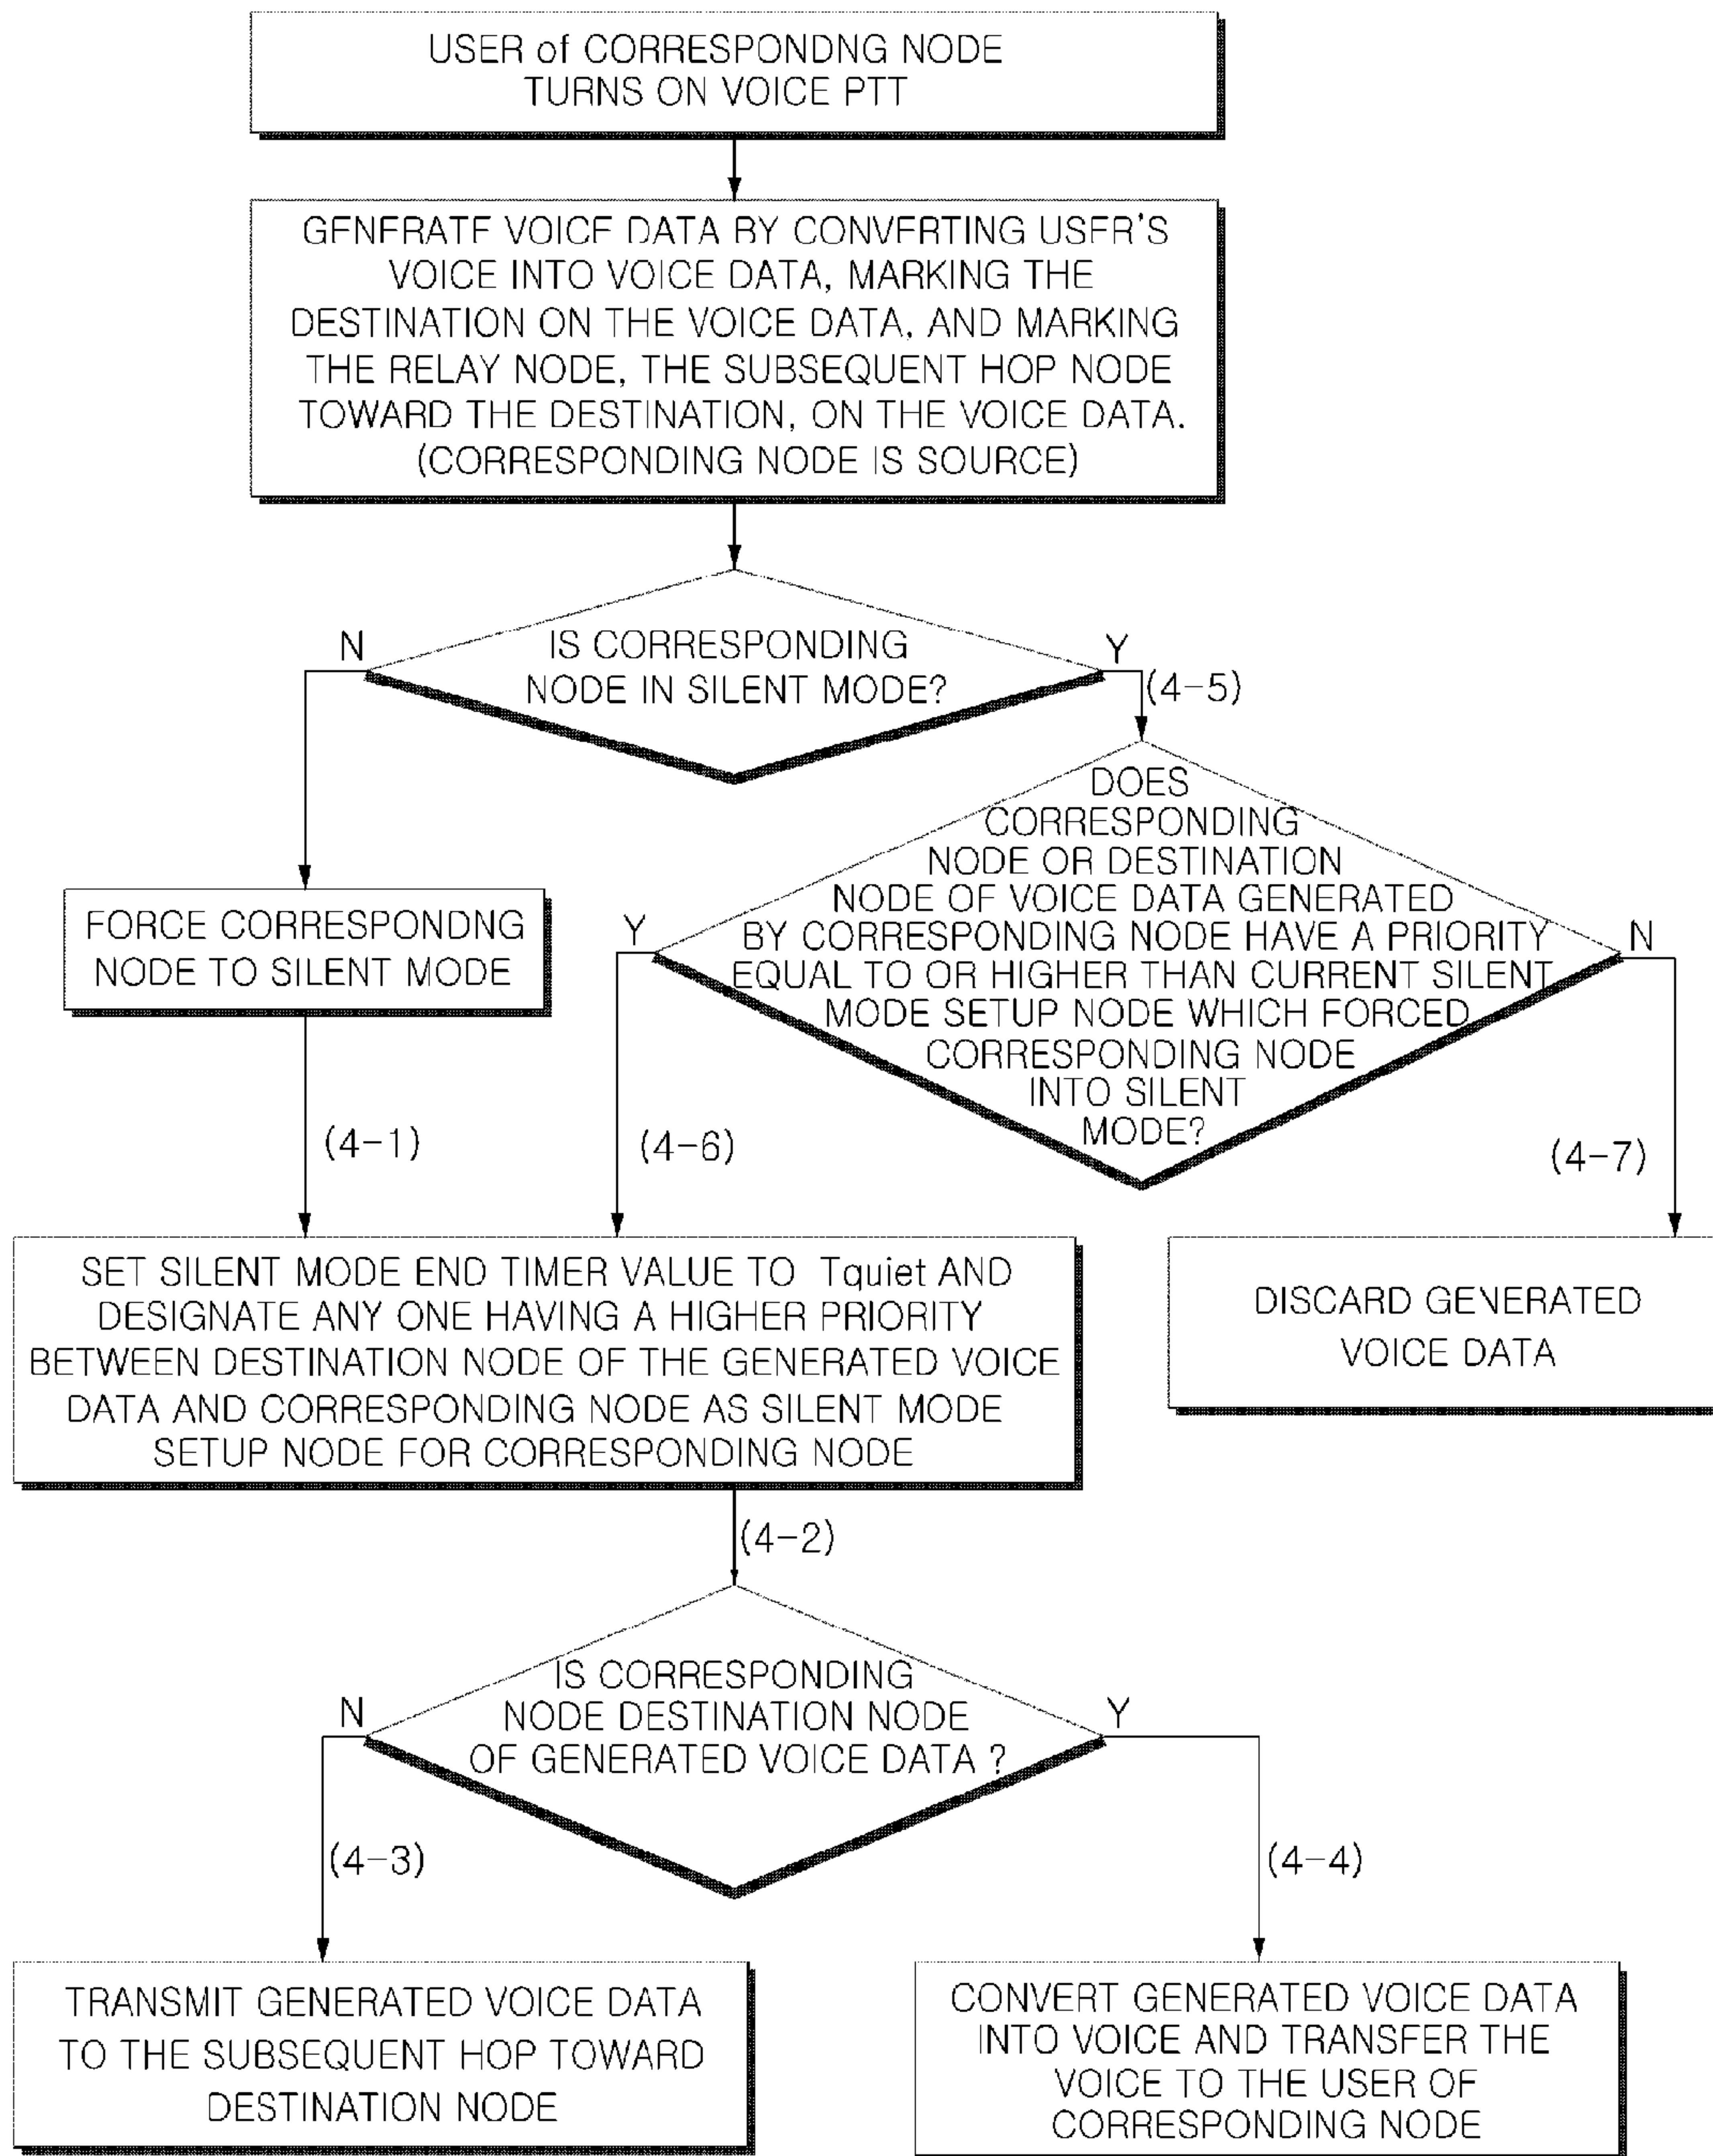 USER of CORRESPONDNG NODE
TURNS ON VOICE PTT
GENERATE VOICE DATA BY CONVERTING USER'S
VOICE INTO VOICE DATA, MARKING THE
DESTINATION ON THE VOICE DATA, AND MARKING
THE RELAY NODE, THE SUBSEQUENT HOP NODE
TOWARD THE DESTINATION, ON THE VOICE DATA.
(CORRESPONDING NODE IS SOURCE)
IS CORRESPONDING
NODE IN SILENT MODE?
N
Y
(4-5)
FORCE CORRESPONDNG
NODE TO SILENT MODE
(4-1)
DOES
CORRESPONDING
NODE OR DESTINATION
NODE OF VOICE DATA GENERATED
BY CORRESPONDING NODE HAVE A PRIORITY
EQUAL TO OR HIGHER THAN CURRENT SILENT
MODE SETUP NODE WHICH FORCED
CORRESPONDING NODE
INTO SILENT
MODE?
Y
N
(4-6)
(4-7)
SET SILENT MODE END TIMER VALUE TO Tquiet AND
DESIGNATE ANY ONE HAVING A HIGHER PRIORITY
BETWEEN DESTINATION NODE OF THE GENERATED VOICE
DATA AND CORRESPONDING NODE AS SILENT MODE
SETUP NODE FOR CORRESPONDING NODE
DISCARD GENERATED
VOICE DATA
(4-2)
IS CORRESPONDING
NODE DESTINATION NODE
OF GENERATED VOICE DATA ?
N
Y
(4-3)
(4-4)
TRANSMIT GENERATED VOICE DATA
TO THE SUBSEQUENT HOP TOWARD
DESTINATION NODE
CONVERT GENERATED VOICE DATA
INTO VOICE AND TRANSFER THE
VOICE TO THE USER OF
CORRESPONDING NODE